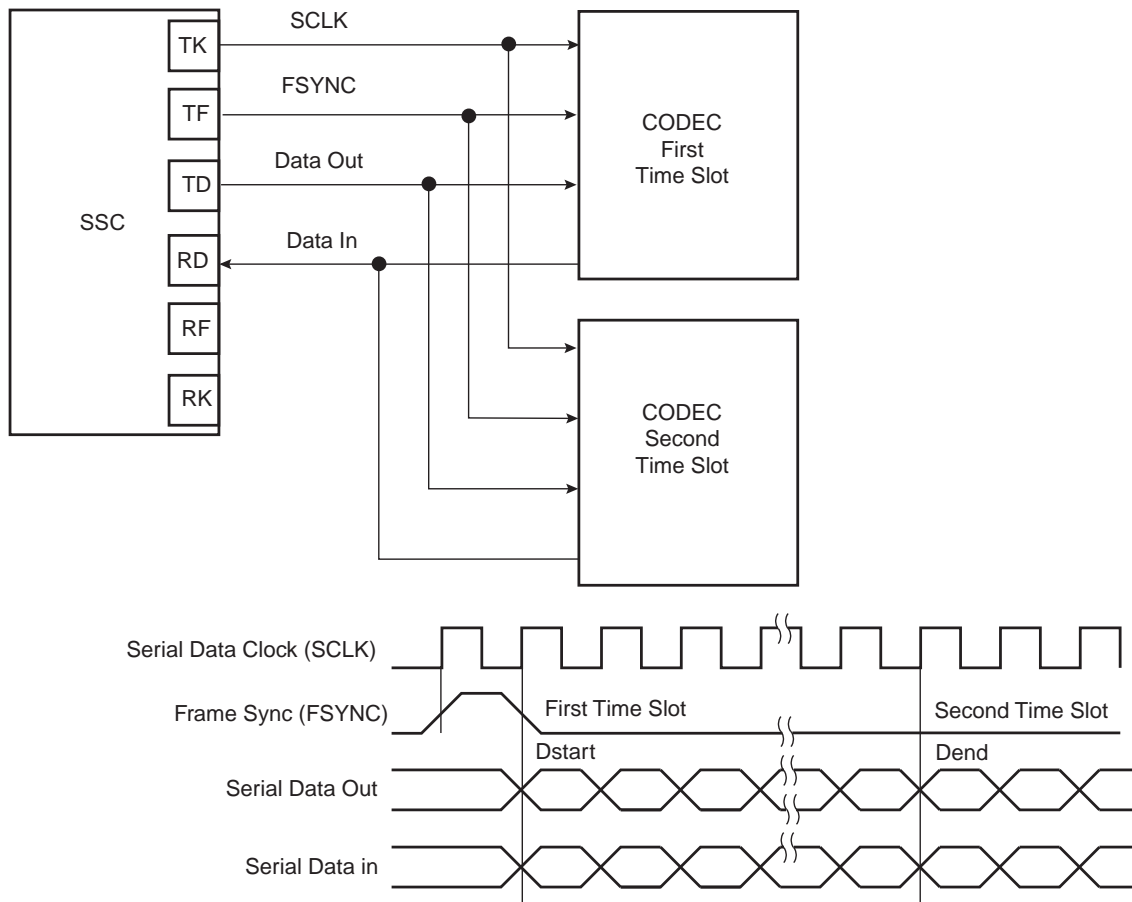 SSC
TK
TF
TD
RD
RF
RK
SCLK
FSYNC
Data Out
Data In
CODEC
First
Time Slot
CODEC
Second
Time Slot
Serial Data Clock (SCLK)
Frame Sync (FSYNC)
First Time Slot
Second Time Slot
Dstart
Dend
Serial Data Out
Serial Data in